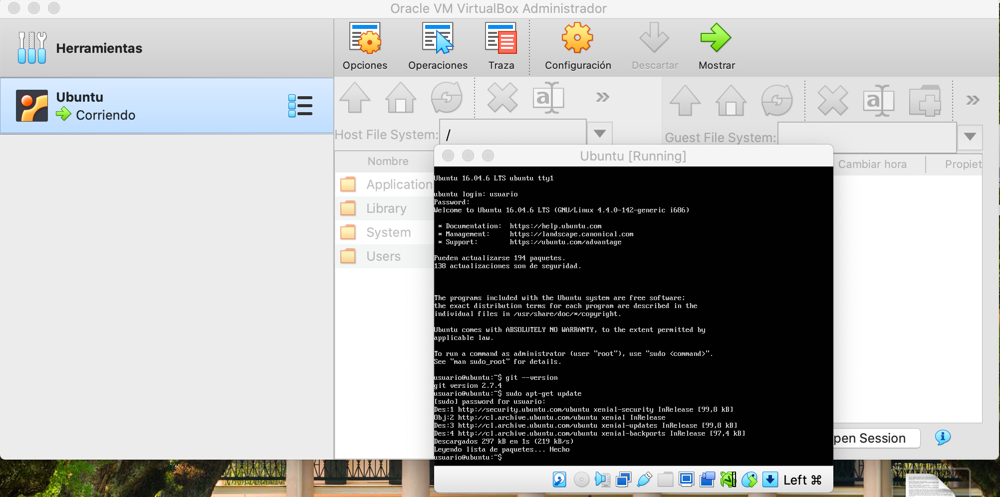 Oracle VM VirtualBox Administrador
Herramientas
Opciones
Operaciones
Traza
Configuración
Descartar
Mostrar
Ubuntu
Corriendo
a
»
a
»
Host File System: /
Guest File System:
Nombre
Cambiar hora
Propiet
Application
Library
System
Users
Ubuntu [Running]
Ubuntu 16.04.6 LTS ubuntu tty1
ubuntu login: usuario
Password:
Welcome to Ubuntu 16.04.6 LTS (GNU/Linux 4.4.0-142-generic i686)
* Documentation:  https://help.ubuntu.com
* Management:     https://landscape.canonical.com
* Support:        https://ubuntu.com/advantage
Pueden actualizarse 194 paquetes.
138 actualizaciones son de seguridad.
The programs included with the Ubuntu system are free software;
the exact distribution terms for each program are described in the
individual files in /usr/share/doc/*/copyright.
Ubuntu comes with ABSOLUTELY NO WARRANTY, to the extent permitted by
applicable law.
To run a command as administrator (user "root"), use "sudo <command>".
See "man sudo_root" for details.
usuario@ubuntu:~$ git --version
git version 2.7.4
usuario@ubuntu:~$ sudo apt-get update
[sudo] password for usuario:
Des:1 http://security.ubuntu.com/ubuntu xenial-security InRelease [99,8 kB]
Obj:2 http://cl.archive.ubuntu.com/ubuntu xenial InRelease
Des:3 http://cl.archive.ubuntu.com/ubuntu xenial-updates InRelease [99,8 kB]
Des:4 http://cl.archive.ubuntu.com/ubuntu xenial-backports InRelease [97,4 kB]
Descargados 297 kB en 1s (219 kB/s)
Leyendo lista de paquetes... Hecho
usuario@ubuntu:~$
pen Session
Left ⌘